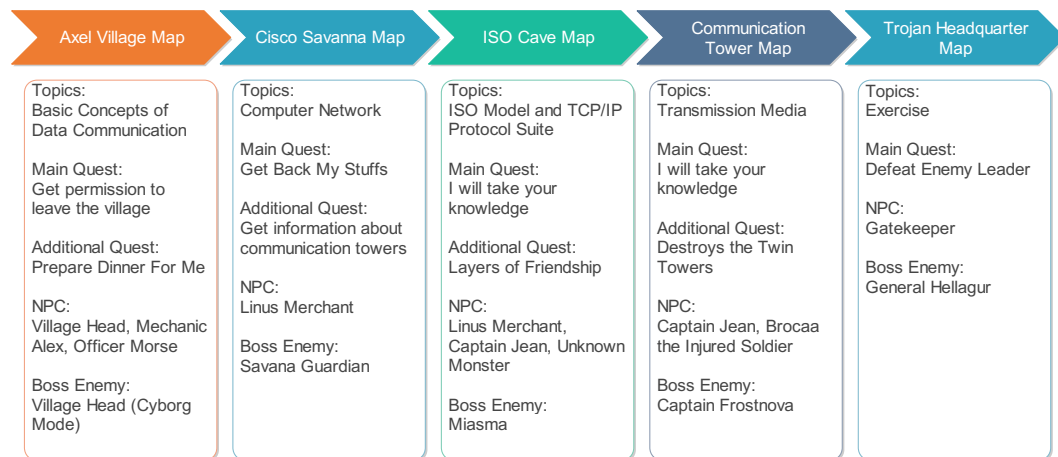 Axel Village Map
Cisco Savanna Map
ISO Cave Map
Communication
Tower Map
Trojan Headquarter
Map
Topics:
Basic Concepts of
Data Communication
Main Quest:
Get permission to
leave the village
Additional Quest:
Prepare Dinner For Me
NPC:
Village Head, Mechanic
Alex, Officer Morse
Boss Enemy:
Village Head (Cyborg
Mode)
Topics:
Computer Network
Main Quest:
Get Back My Stuffs
Additional Quest:
Get information about
communication towers
NPC:
Linus Merchant
Boss Enemy:
Savana Guardian
Topics:
ISO Model and TCP/IP
Protocol Suite
Main Quest:
I will take your
knowledge
Additional Quest:
Layers of Friendship
NPC:
Linus Merchant,
Captain Jean, Unknown
Monster
Boss Enemy:
Miasma
Topics:
Transmission Media
Main Quest:
I will take your
knowledge
Additional Quest:
Destroys the Twin
Towers
NPC:
Captain Jean, Brocaa
the Injured Soldier
Boss Enemy:
Captain Frostnova
Topics:
Exercise
Main Quest:
Defeat Enemy Leader
NPC:
Gatekeeper
Boss Enemy:
General Hellagur